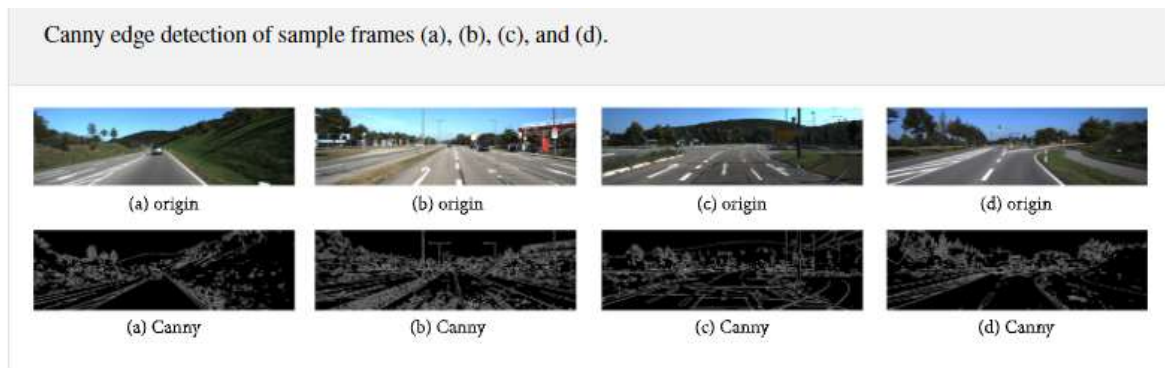 Canny edge detection of sample frames (a), (b), (c), and (d).
(a) origin
(b) origin
(c) origin
(d) origin
(a) Canny
(b) Canny
(c) Canny
(d) Canny